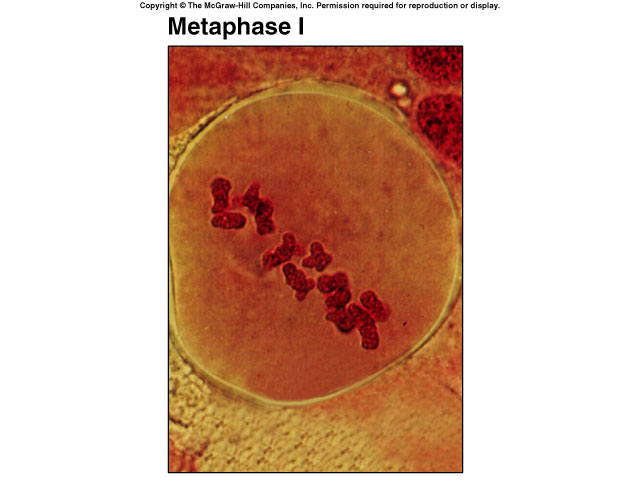 Copyright © The McGraw-Hill Companies, Inc. Permission required for reproduction or display.
Metaphase I